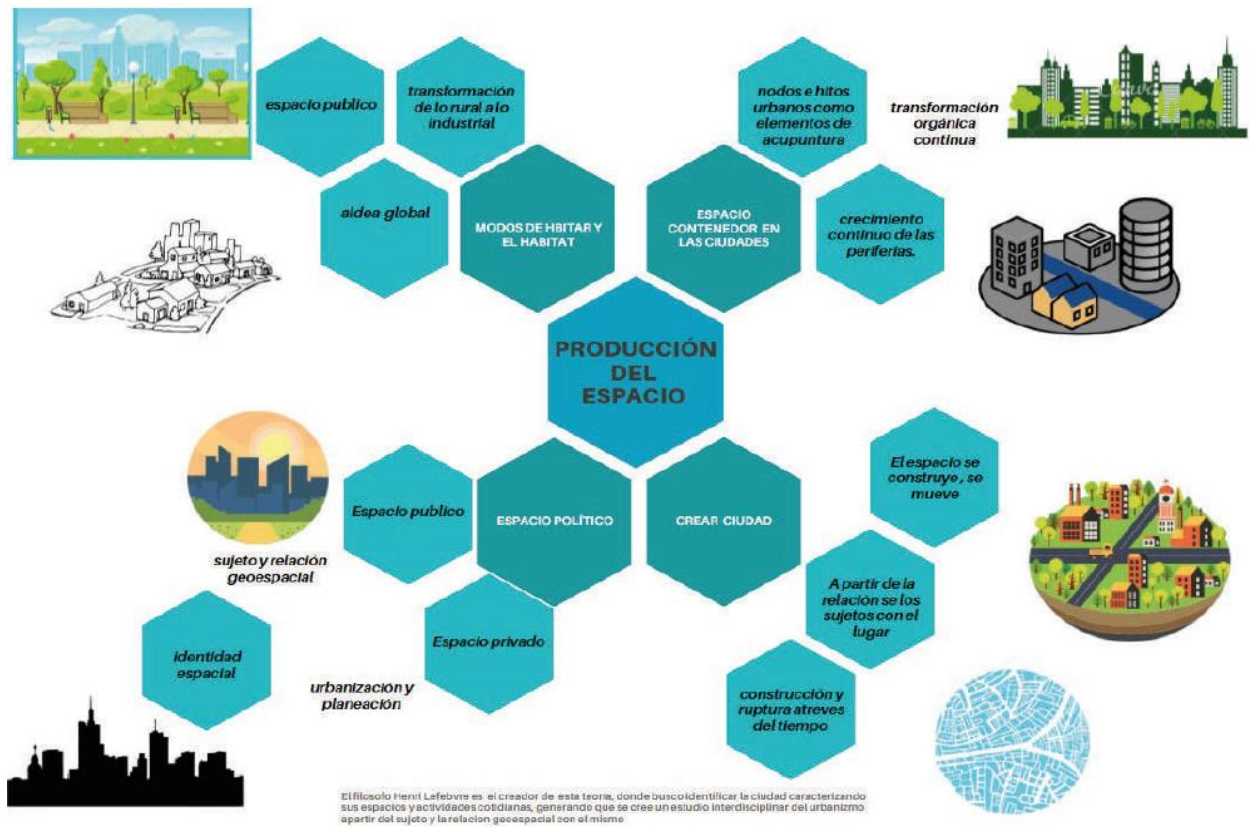 espacio publico
transformación
de lo rural a lo
industrial
nodos e hitos
urbanos como
elementos de
acupuntura
transformación
orgánica
continua
aldea global
MODOS DE HBITAR Y
EL HABITAT
ESPACIO
CONTENEDOR EN
LAS CIUDADES
crecimiento
continuo de las
periferias.
PRODUCCIÓN
DEL
ESPACIO
El espacio se
construye , se
mueve
Espacio publico
ESPACIO POLÍTICO
CREAR CIUDAD
sujeto y relación
geoespacial
A partir de la
relación se los
sujetos con el
lugar
Espacio privado
identidad
espacial
urbanización y
planeación
construcción y
ruptura atreves
del tiempo
El filosofo Henri Lefebvre es el creador de esta teoria, donde busco identificar la ciudad caracterizando
sus espacios y actividades cotidianas, generando que se cree un estudio interdisciplinar del urbanizmo
apartir del sujeto y la relacion geoespacial con el mismo